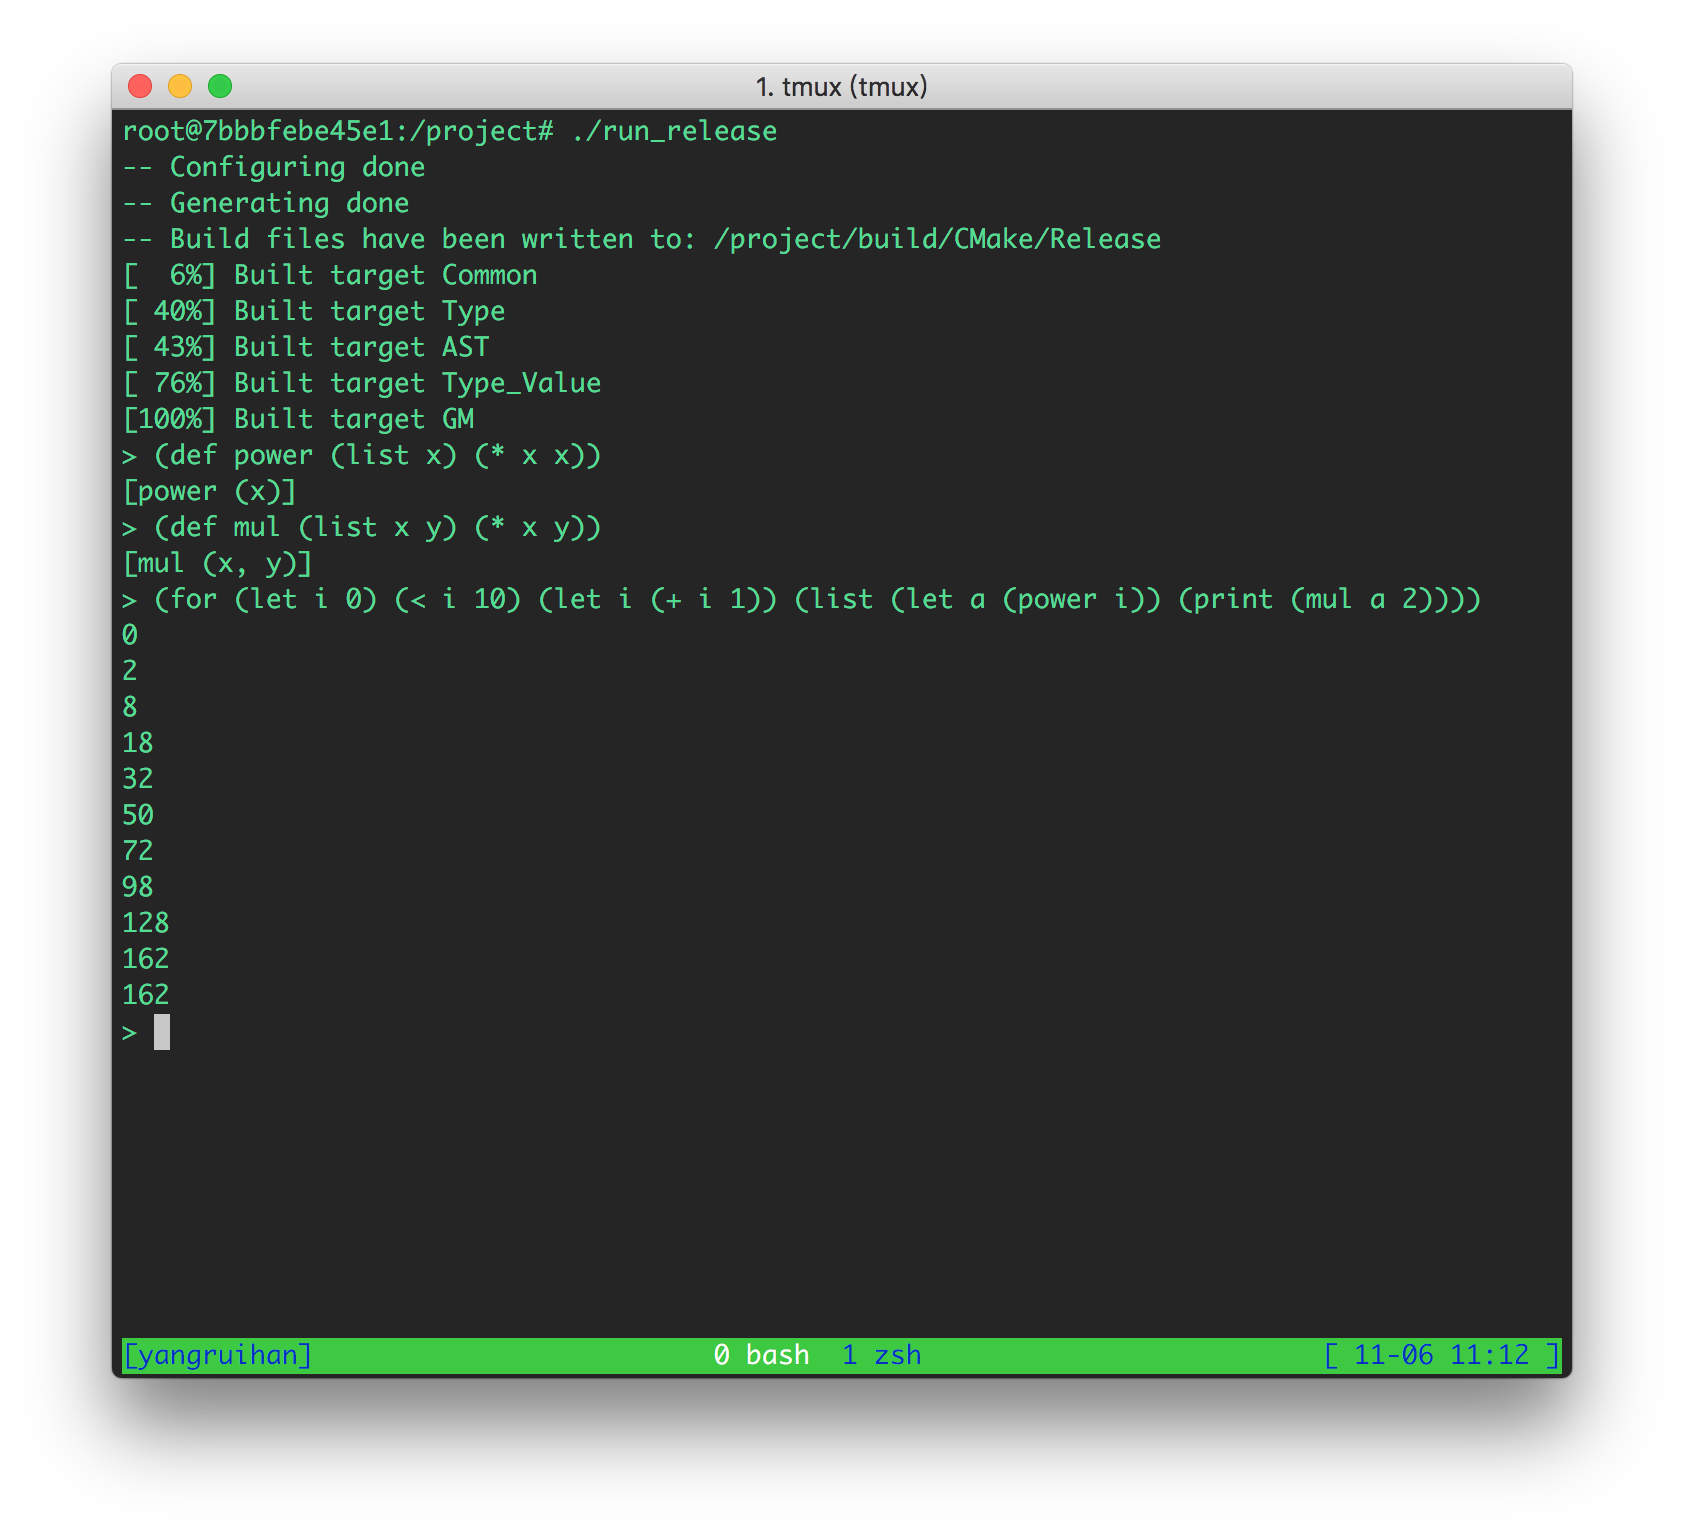 1. tmux (tmux)
root@7bbbfebe45e1:/project# ./run_release
-- Configuring done
-- Generating done
-- Build files have been written to: /project/build/CMake/Release
[  6%] Built target Common
[ 40%] Built target Type
[ 43%] Built target AST
[ 76%] Built target Type_Value
[100%] Built target GM
> (def power (list x) (* x x))
[power (x)]
> (def mul (list x y) (* x y))
[mul (x, y)]
> (for (let i 0) (< i 10) (let i (+ i 1)) (list (let a (power i)) (print (mul a 2))))
0
2
8
18
32
50
72
98
128
162
162
>
[yangruihan] 0 bash 1 zsh [ 11-06 11:12 ]